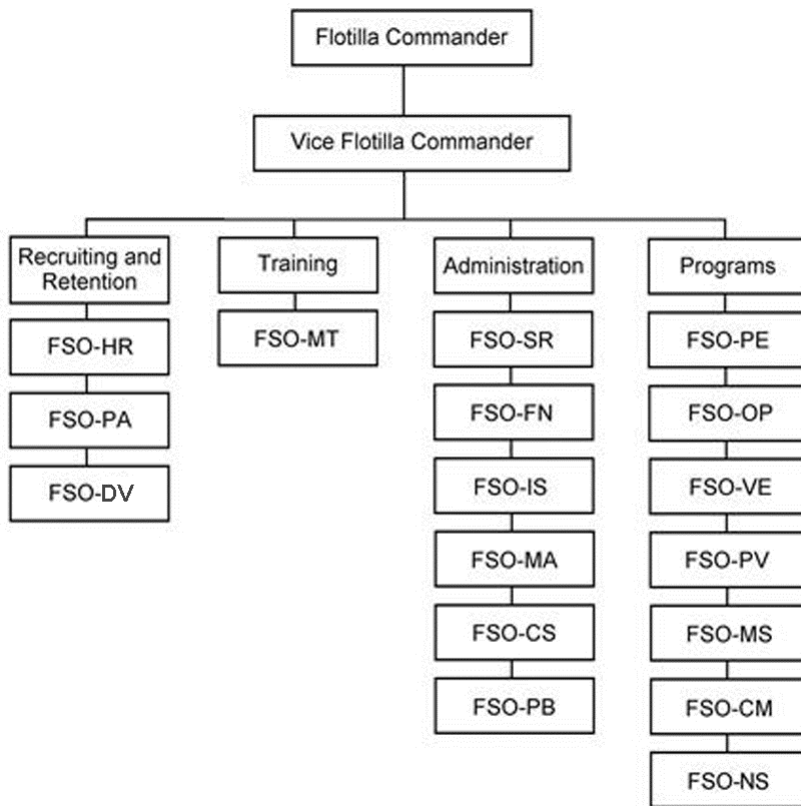 Flotilla Commander
Vice Flotilla Commander
Recruiting and
Retention
FSO-HR
FSO-PA
FSO-DV
Training
FSO-MT
Administration
FSO-SR
FSO-FN
FSO-IS
FSO-MA
FSO-CS
FSO-PB
Programs
FSO-PE
FSO-OP
FSO-VE
FSO-PV
FSO-MS
FSO-CM
FSO-NS